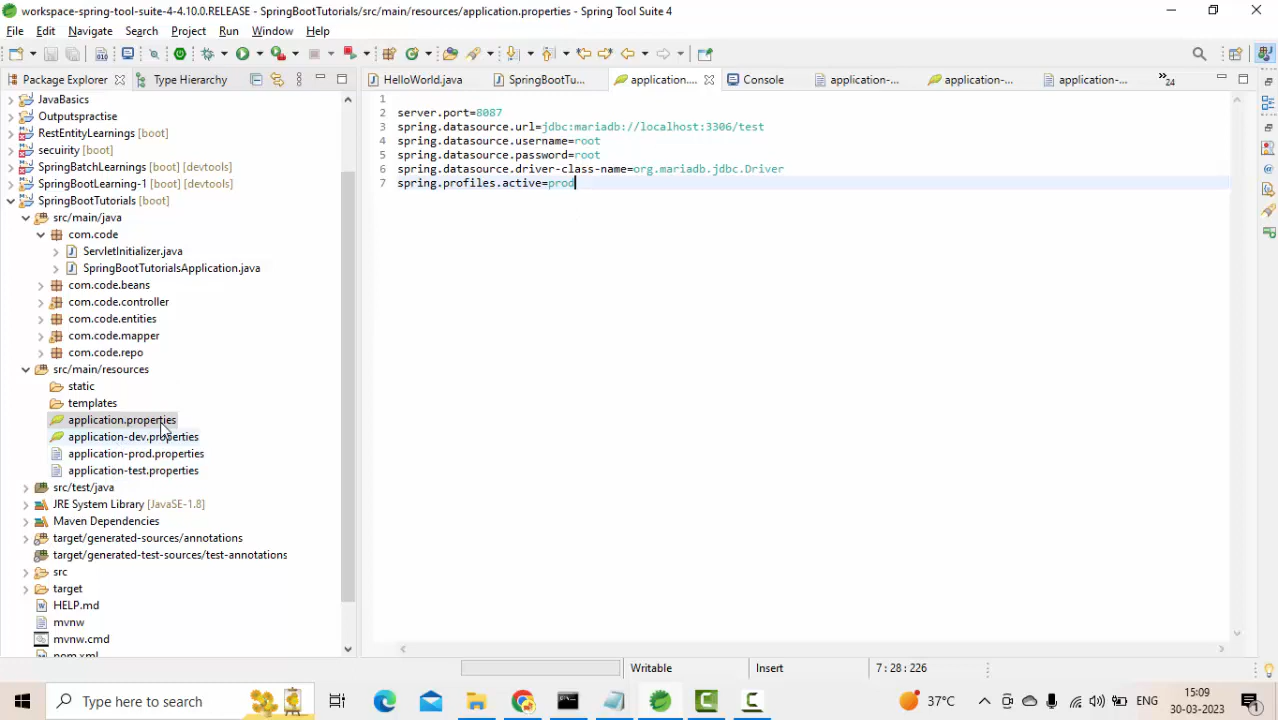 workspace-spring-tool-suite-4-4.10.0.RELEASE - SpringBootTutorials/src/main/resources/application.properties - Spring Tool Suite 4
File Edit Navigate Search Project Run Window Help
Package Explorer Type Hierarchy
HelloWorld.java SpringBootTu... application.... Console application-... application-... application-... 24
JavaBasics
Outputspractise
RestEntityLearnings [boot]
secuirity [boot]
SpringBatchLearnings [boot] [devtools]
SpringBootLearning-1 [boot] [devtools]
SpringBootTutorials [boot]
src/main/java
com.code
ServletInitializer.java
SpringBootTutorialsApplication.java
com.code.beans
com.code.controller
com.code.entities
com.code.mapper
com.code.repo
src/main/resources
static
templates
application.properties
application-dev.properties
application-prod.properties
application-test.properties
src/test/java
JRE System Library [JavaSE-1.8]
Maven Dependencies
target/generated-sources/annotations
target/generated-test-sources/test-annotations
src
target
HELP.md
mvnw
mvnw.cmd
pom.xml
1
2 server.port=8087
3 spring.datasource.url=jdbc:mariadb://localhost:3306/test
4 spring.datasource.username=root
5 spring.datasource.password=root
6 spring.datasource.driver-class-name=org.mariadb.jdbc.Driver
7 spring.profiles.active=prod
Writable Insert 7 : 28 : 226
Type here to search
37°C ENG 15:09
30-03-2023
1